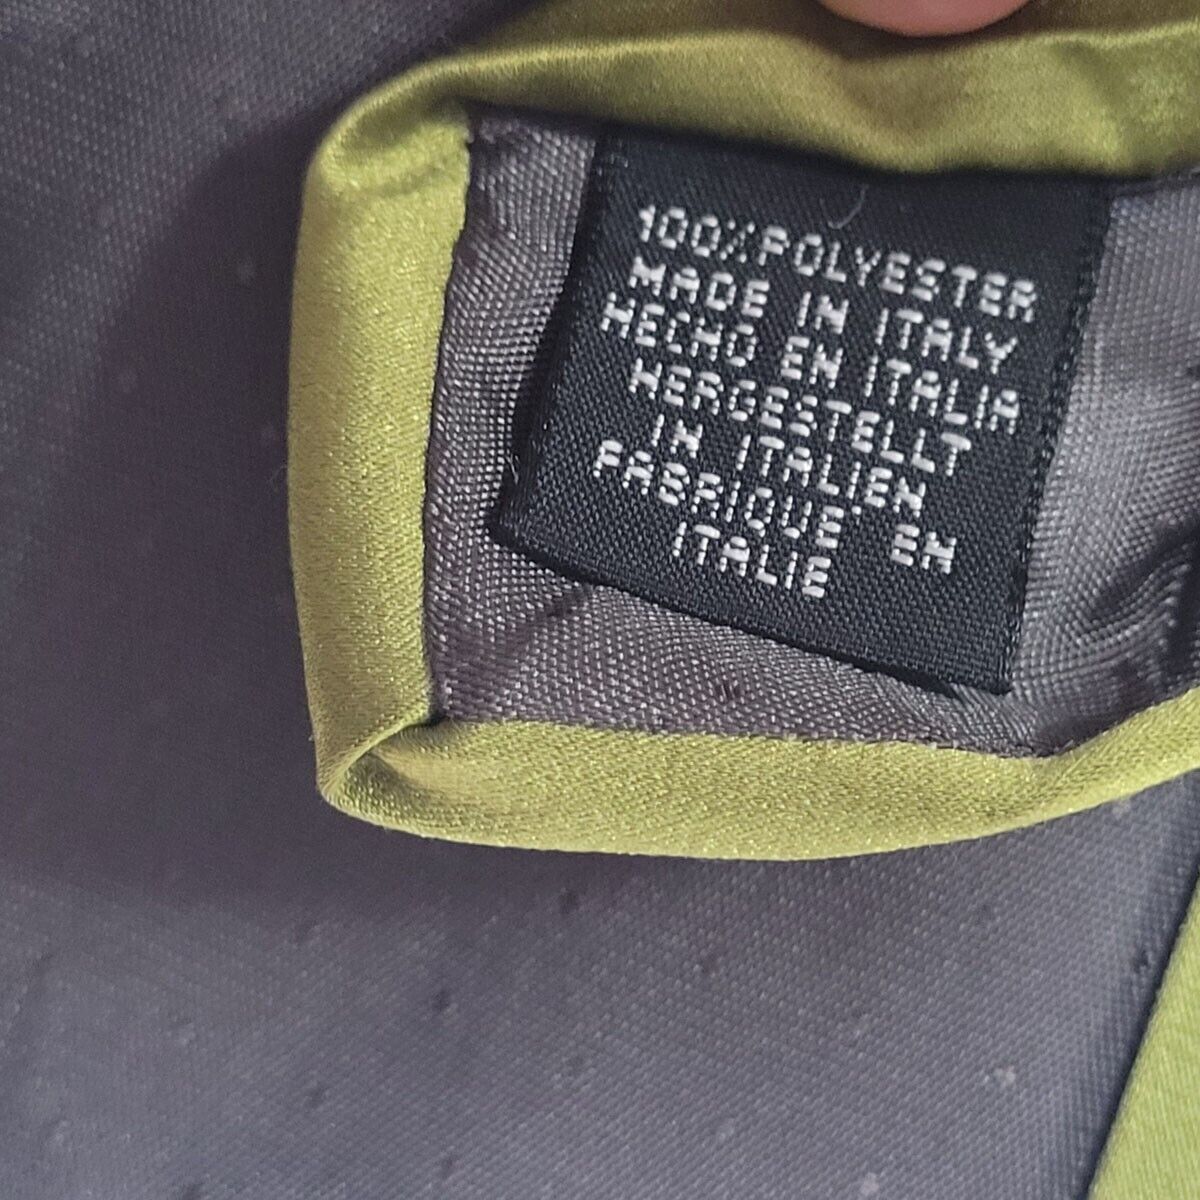 100%POLYESTER
MADE IN ITALY
HECHO EN ITALIA
HERGESTELLT
IN ITALIEN
FABRIQUE' EN
ITALIE